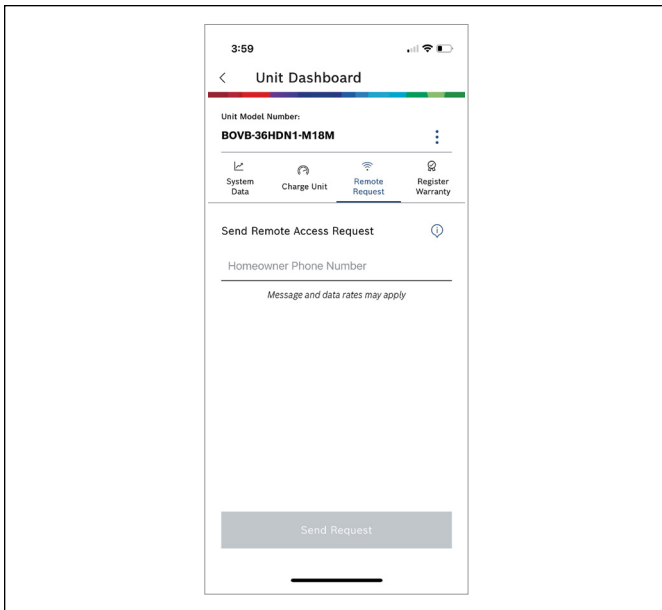 3:59
Unit Dashboard
Unit Model Number:
BOVB-36HDN1-M18M
System
Data
Charge Unit
Remote
Request
Register
Warranty
Send Remote Access Request
Homeowner Phone Number
Message and data rates may apply
Send Request